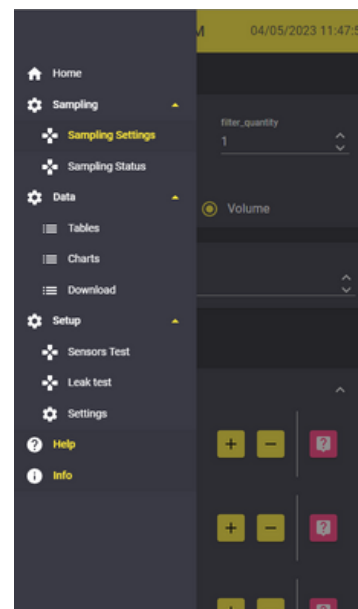 M 04/05/2023 11:47:5
Home
Sampling
filter_quantity
Sampling Settings
1
Sampling Status
Data
Volume
Tables
Charts
Download
Setup
Sensors Test
Leak test
Settings
Help
Info